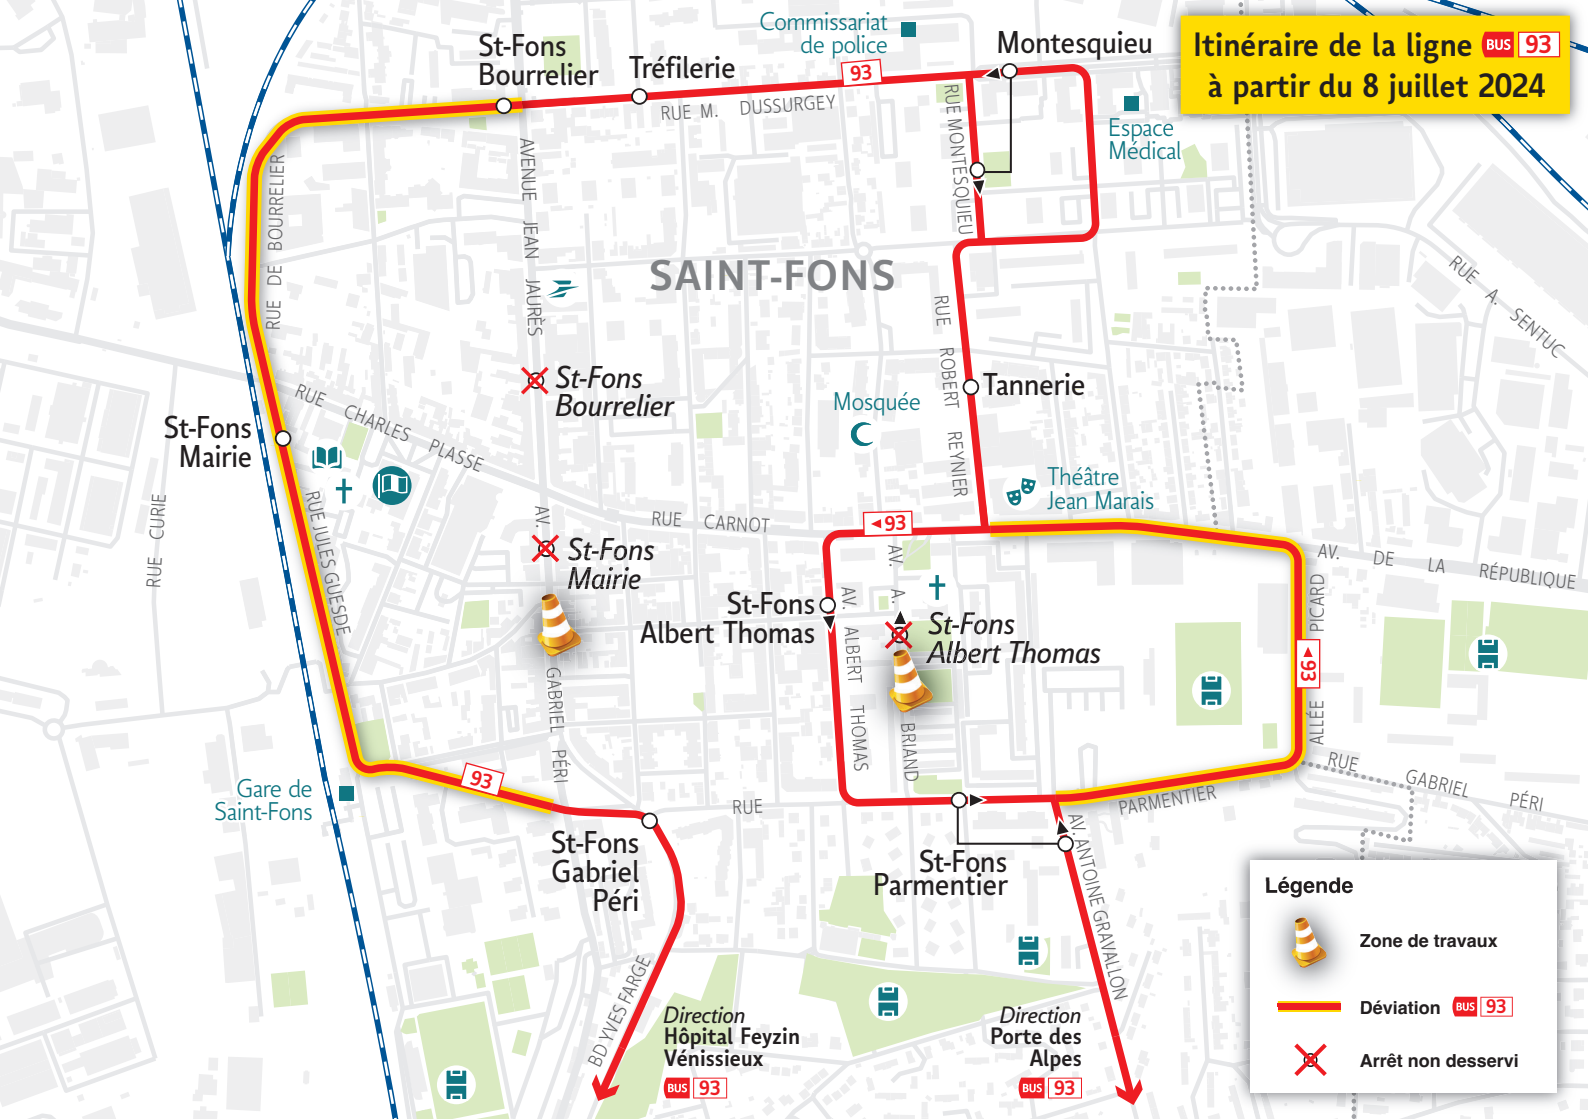 Itinéraire de la ligne BUS 93
à partir du 8 juillet 2024
Commissariat
de police
Montesquieu
St-Fons
Bourrelier
Tréfilerie
93
RUE M. DUSSURGEY
RUE MONTESQUIEU
Espace
Médical
RUE DE BOURRELIER
AVENUE JEAN JAURÈS
SAINT-FONS
RUE A. SENTUC
RUE ROBERT REYNIER
St-Fons
Bourrelier
Tannerie
Mosquée
RUE CHARLES PLASSE
St-Fons
Mairie
Théâtre
Jean Marais
RUE CURIE
RUE JULES GUESDE
AV. GABRIEL PÉRI
RUE CARNOT
93
St-Fons
Mairie
AV. DE LA RÉPUBLIQUE
AV. A. BRIAND
St-Fons
Albert Thomas
AV. ALBERT THOMAS
St-Fons
Albert Thomas
ALLÉE PICARD
93
RUE GABRIEL PÉRI
93
Gare de
Saint-Fons
RUE PARMENTIER
St-Fons
Gabriel
Péri
St-Fons
Parmentier
AV. ANTOINE GRAVALLON
BD YVES FARGE
Direction
Hôpital Feyzin
Vénissieux
BUS 93
Direction
Porte des
Alpes
BUS 93
Légende
Zone de travaux
Déviation BUS 93
Arrêt non desservi